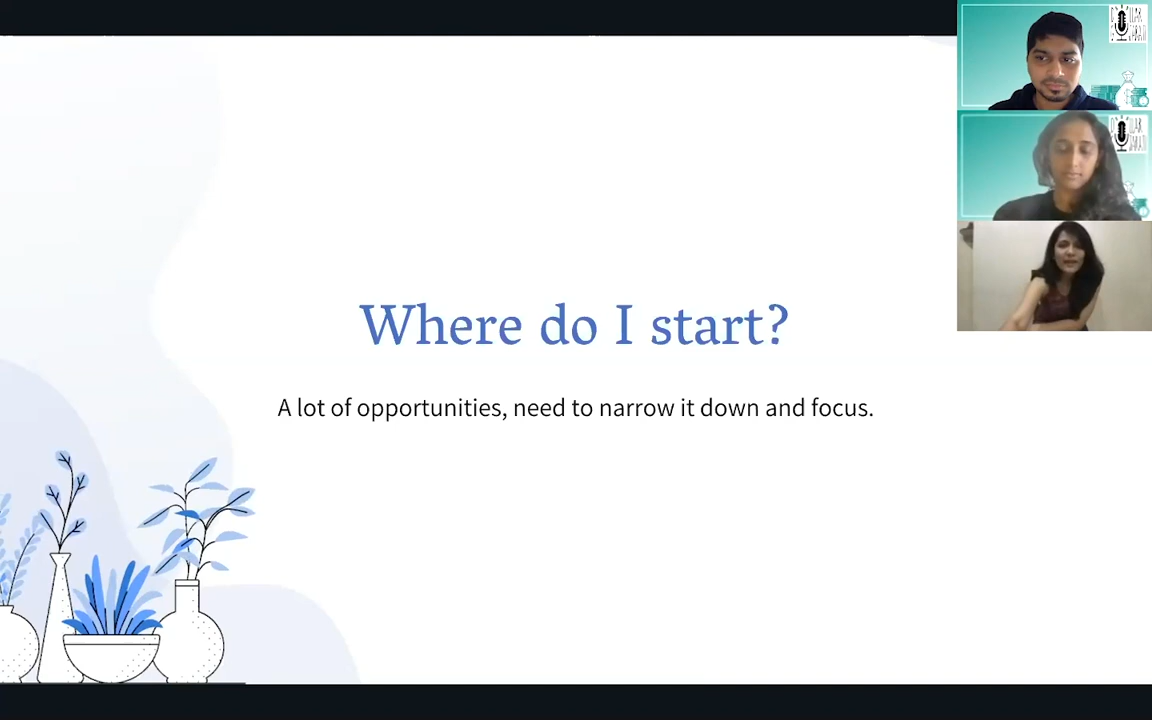 Where do I start?
A lot of opportunities, need to narrow it down and focus.